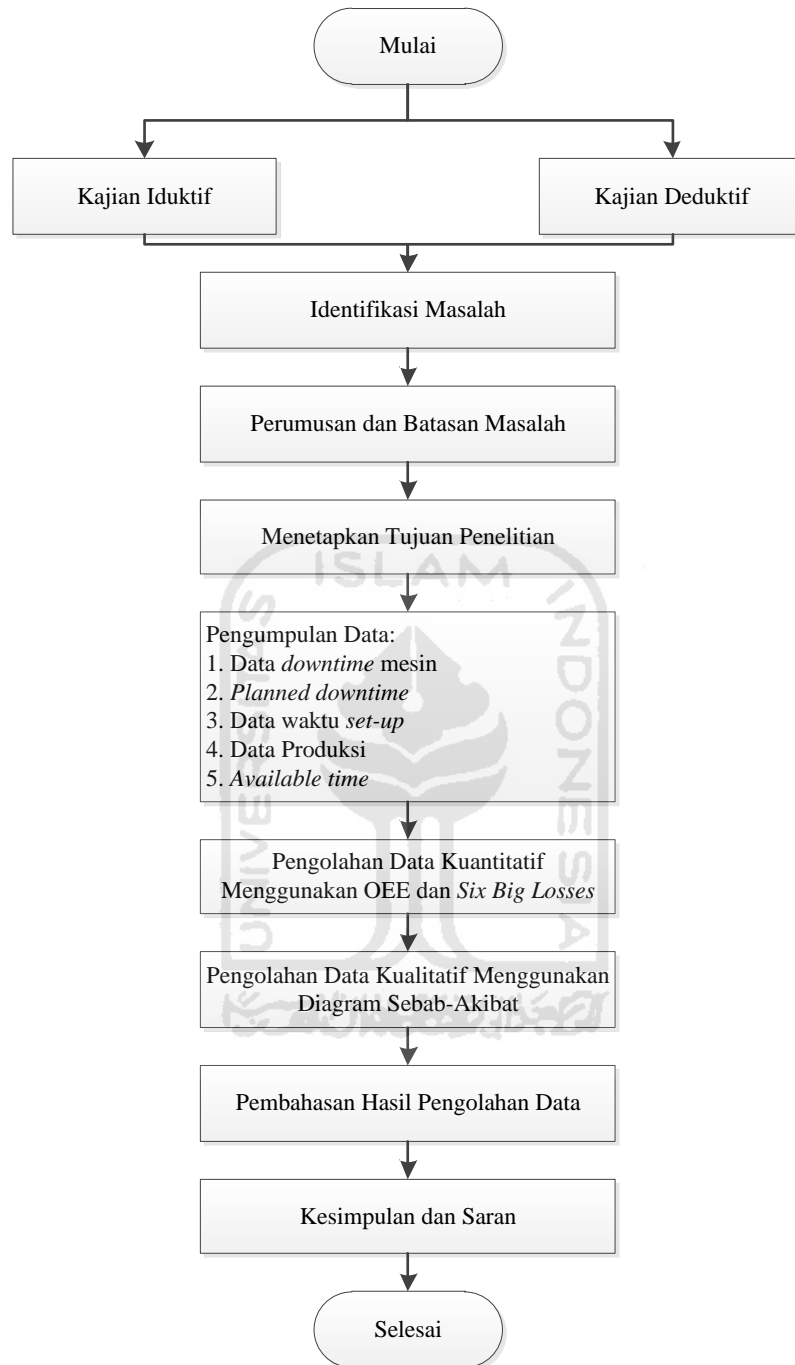 Mulai
Kajian Iduktif
Kajian Deduktif
Identifikasi Masalah
Perumusan dan Batasan Masalah
Menetapkan Tujuan Penelitian
ISLAM
UNIVERSITAS
INDONESIA
Pengumpulan Data:
1. Data downtime mesin
2. Planned downtime
3. Data waktu set-up
4. Data Produksi
5. Available time
Pengolahan Data Kuantitatif
Menggunakan OEE dan Six Big Losses
Pengolahan Data Kualitatif Menggunakan
Diagram Sebab-Akibat
Pembahasan Hasil Pengolahan Data
Kesimpulan dan Saran
Selesai